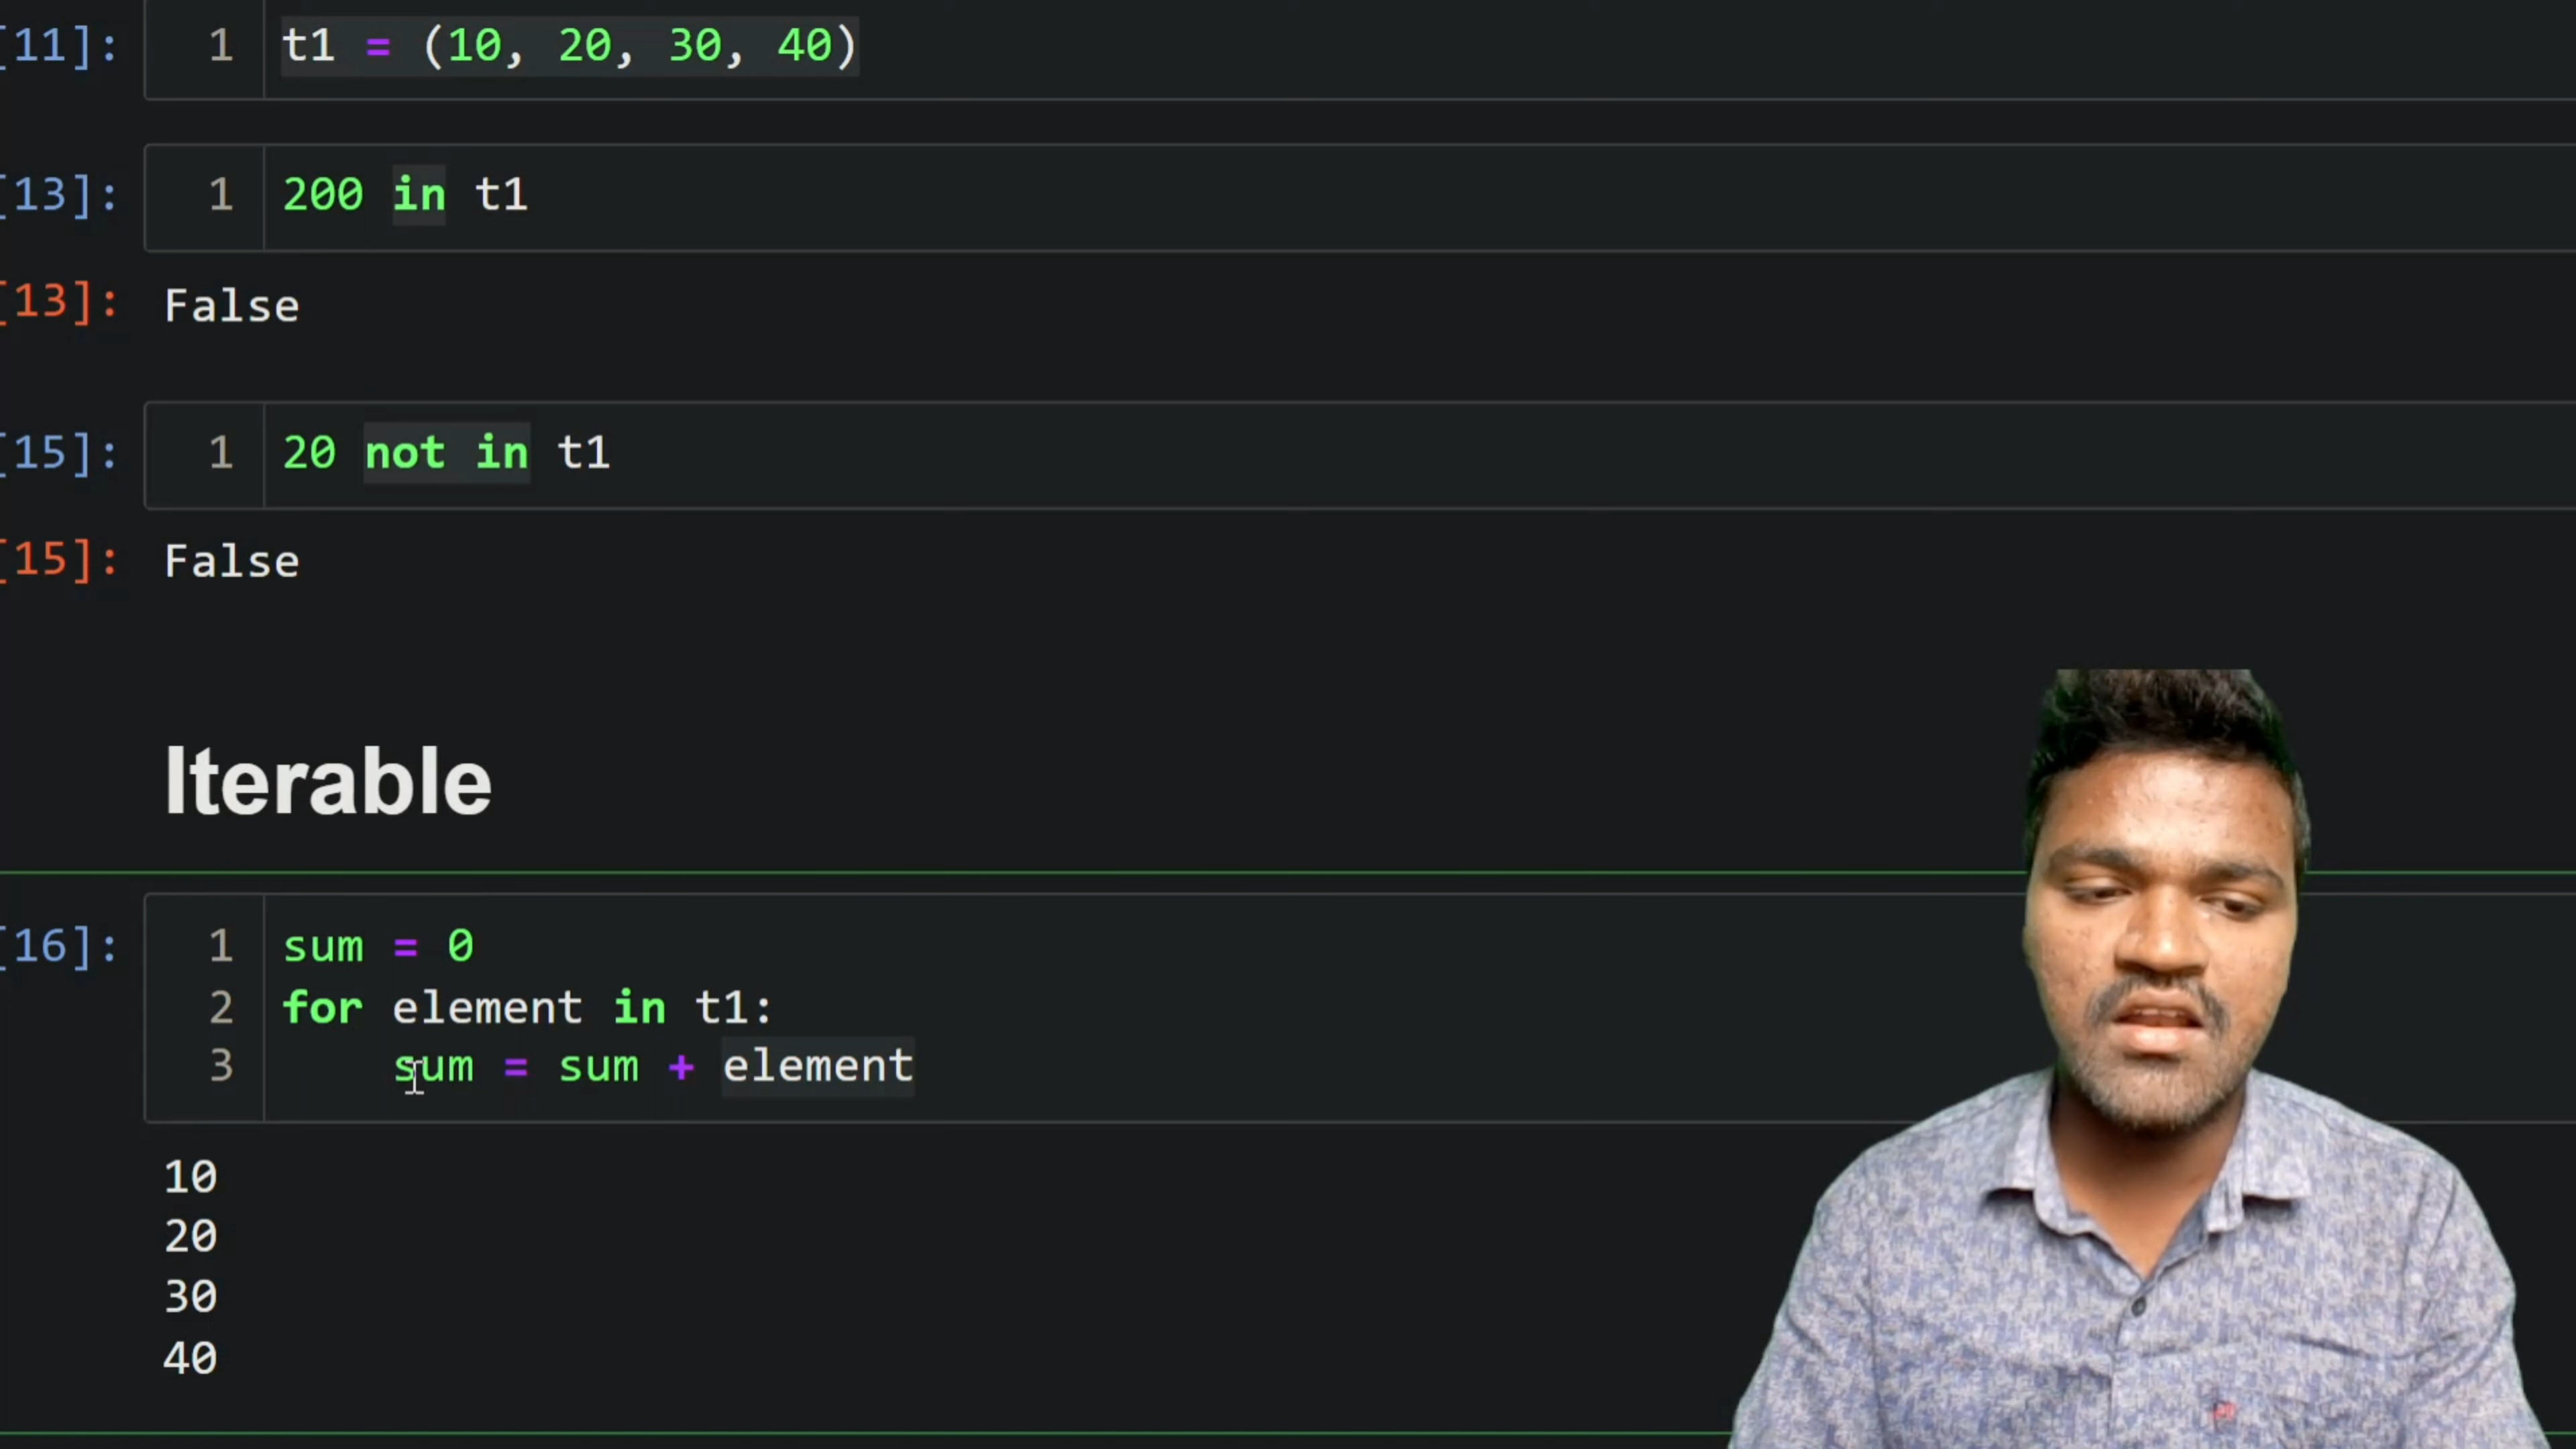 [11]: 1 t1 = (10, 20, 30, 40)
[13]: 1 200 in t1
[13]: False
[15]: 1 20 not in t1
[15]: False
Iterable
[16]: 1 sum = 0
2 for element in t1:
3 sum = sum + element
10
20
30
40